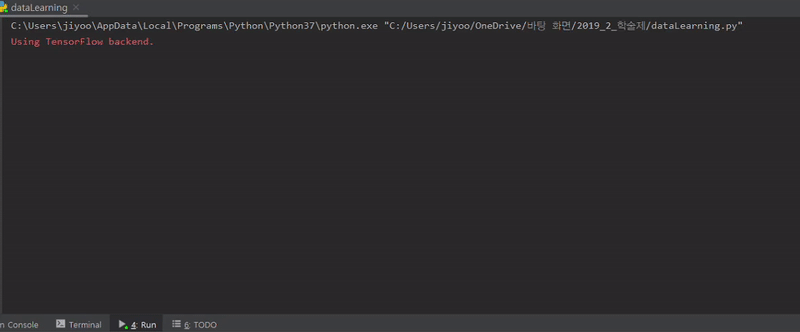 dataLearning
C:\Users\jiyoo\AppData\Local\Programs\Python\Python37\python.exe "C:/Users/jiyoo/OneDrive/바탕 화면/2019_2_학술제/dataLearning.py"
Using TensorFlow backend.
n Console Terminal 4: Run 6: TODO